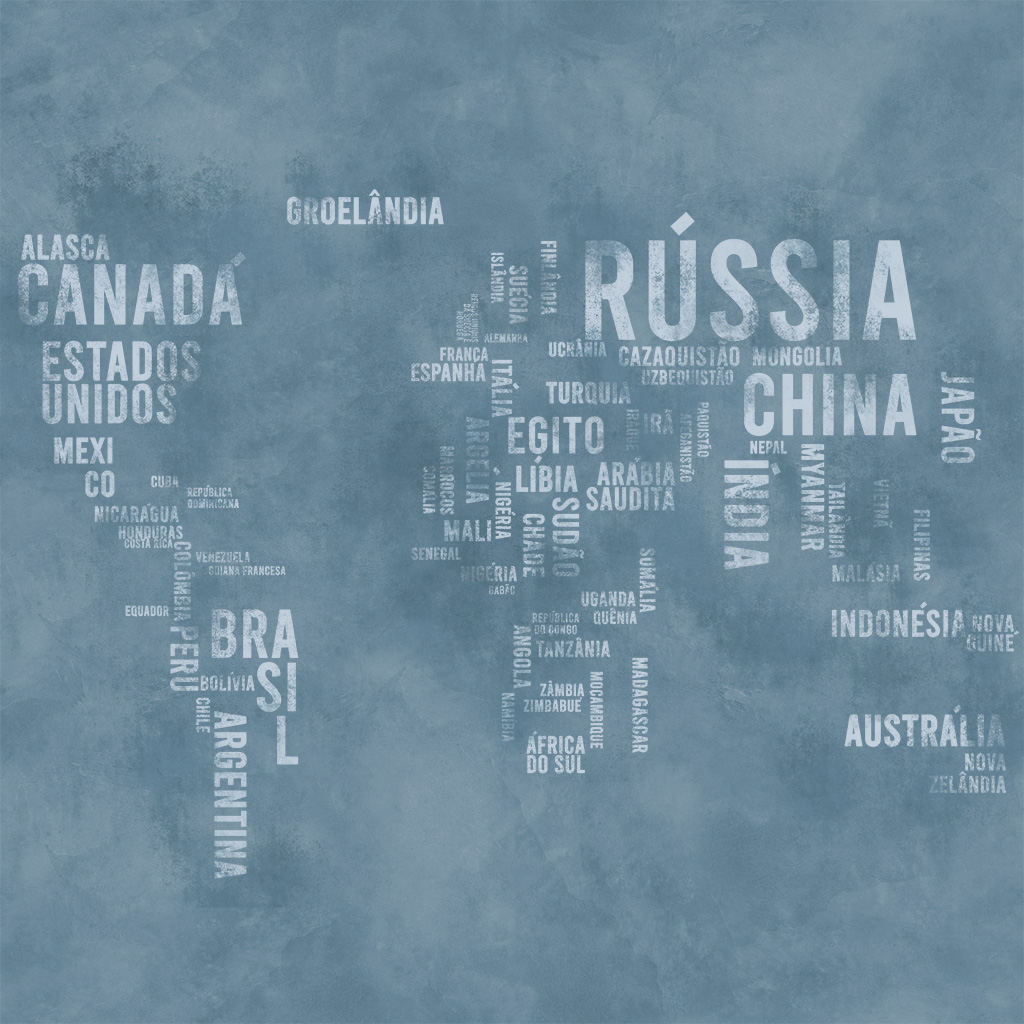 GROELÂNDIA
ALASCA
CANADÁ
ESTADOS
UNIDOS
MEXI
CO
CUBA
REPÚBLICA
DOMINICANA
NICARAGUA
HONDURAS
COSTA RICA
COLÔMBIA
VENEZUELA
GUIANA FRANCESA
EQUADOR
PERU
BRA
SI
L
BOLÍVIA
CHILE
ARGENTINA
ISLÂNDIA
SUÉCIA
FINLÂNDIA
RÚSSIA
ALEMANHA
FRANÇA
ESPANHA
ITÁLIA
UCRÂNIA
CAZAQUISTÃO
MONGOLIA
UZBEQUISTÃO
TURQUIA
CHINA
JAPÃO
EGITO
IRAQUE
IRÃ
AFEGANISTÃO
PAQUISTÃO
NEPAL
ÍNDIA
MYANMAR
TAILÂNDIA
VIETNÃ
FILIPINAS
ARGÉLIA
MARROCOS
SOMALIA
LÍBIA
ARÁBIA
SAUDITA
NIGÉRIA
MALI
CHADE
SUDÃO
SENEGAL
NIGÉRIA
GABÃO
SOMÁLIA
UGANDA
QUÊNIA
REPÚBLICA
DO CONGO
ANGOLA
TANZÂNIA
ZÂMBIA
ZIMBABUÉ
MOÇAMBIQUE
MADAGASCAR
NAMIBIA
ÁFRICA
DO SUL
MALASIA
INDONÉSIA
NOVA
GUINÉ
AUSTRÁLIA
NOVA
ZELÂNDIA